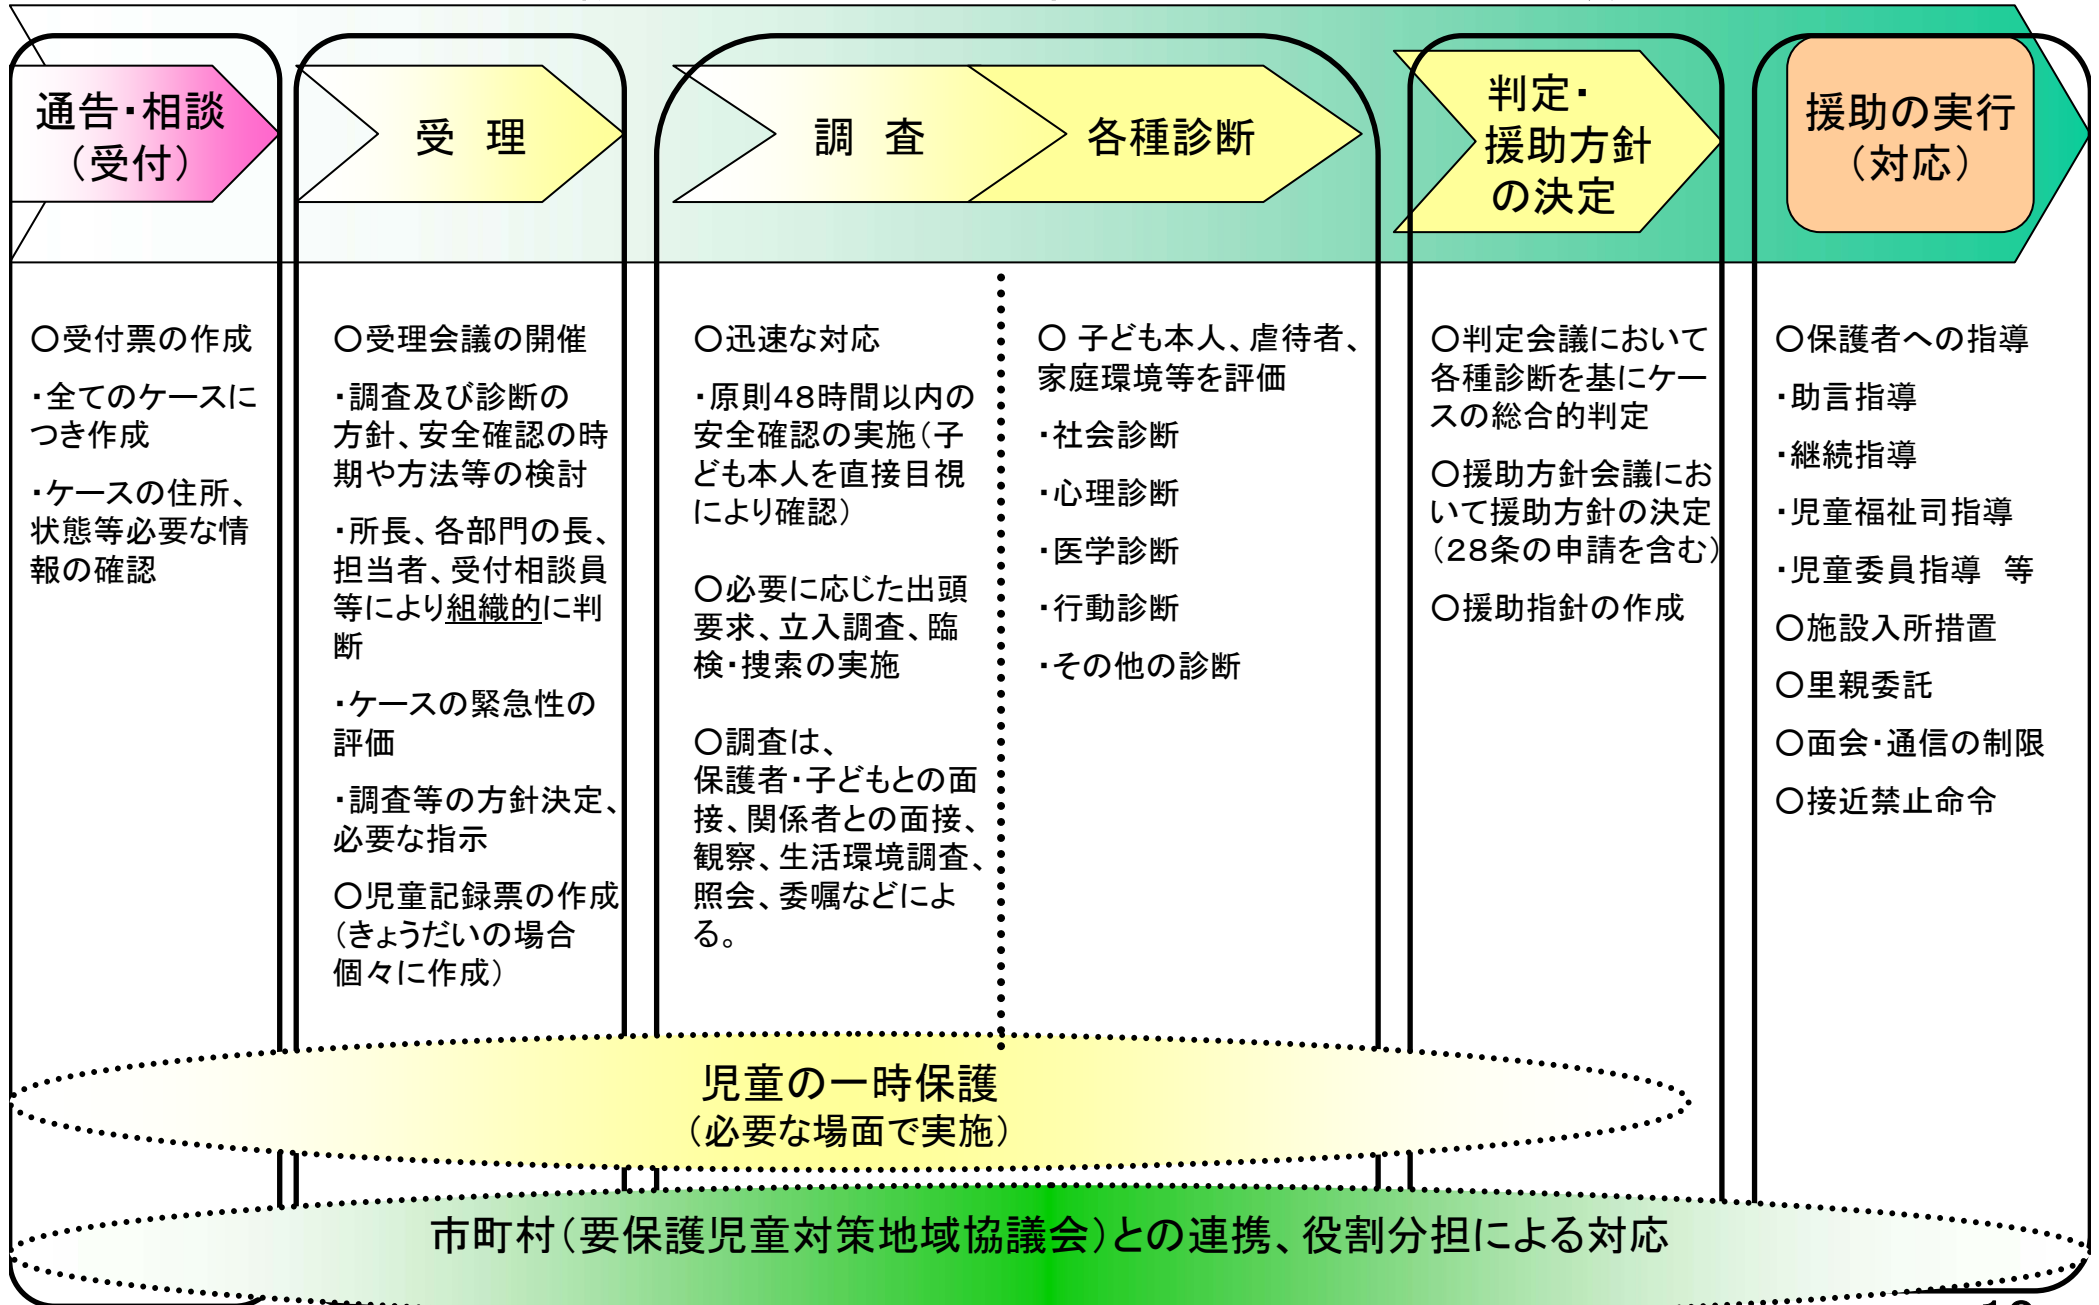 通告・相談
（受付）
受　理
調　査
各種診断
判定・
援助方針
の決定
援助の実行
（対応）
○受付票の作成
・全てのケースに
つき作成
・ケースの住所、
状態等必要な情
報の確認
○受理会議の開催
・調査及び診断の
方針、安全確認の時
期や方法等の検討
・所長、各部門の長、
担当者、受付相談員
等により組織的に判
断
・ケースの緊急性の
評価
・調査等の方針決定、
必要な指示
○児童記録票の作成
（きょうだいの場合
個々に作成）
○迅速な対応
・原則４８時間以内の
安全確認の実施（子
ども本人を直接目視
により確認）
○必要に応じた出頭
要求、立入調査、臨
検・捜索の実施
○調査は、
保護者・子どもとの面
接、関係者との面接、
観察、生活環境調査、
照会、委嘱などによ
る。
○ 子ども本人、虐待者、
家庭環境等を評価
・社会診断
・心理診断
・医学診断
・行動診断
・その他の診断
○判定会議において
各種診断を基にケー
スの総合的判定
○援助方針会議にお
いて援助方針の決定
（２８条の申請を含む）
○援助指針の作成
○保護者への指導
・助言指導
・継続指導
・児童福祉司指導
・児童委員指導　等
○施設入所措置
○里親委託
○面会・通信の制限
○接近禁止命令
児童の一時保護
（必要な場面で実施）
市町村（要保護児童対策地域協議会）との連携、役割分担による対応